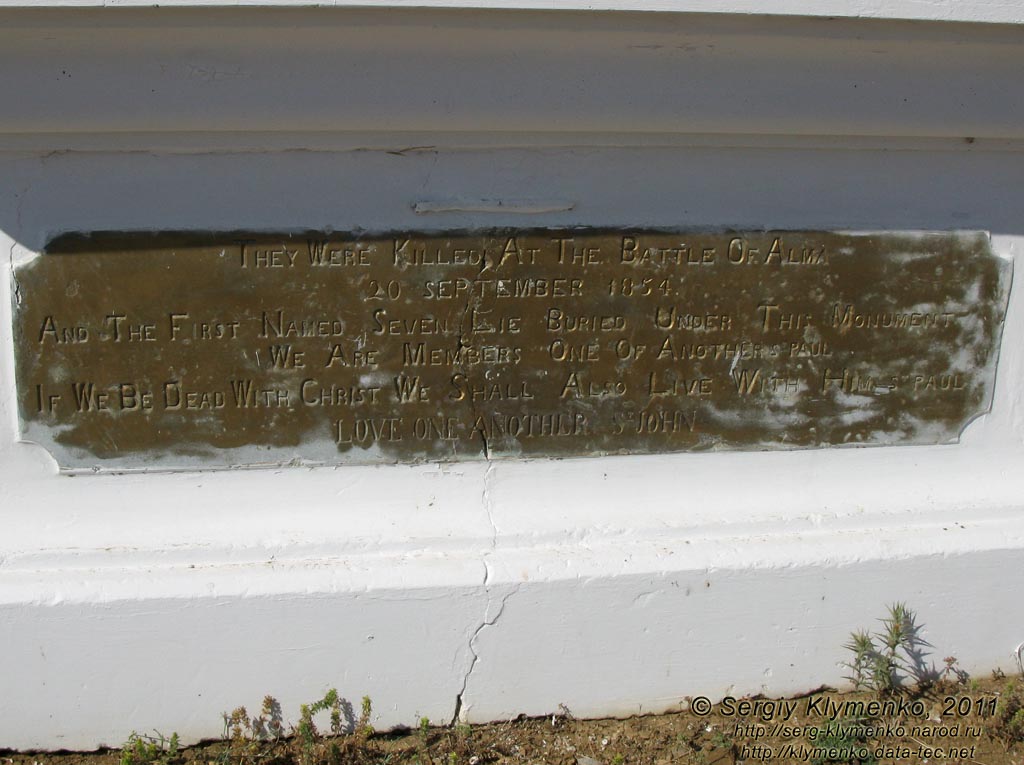 They Were Killed At The Battle Of Alma
20 SEPTEMBER 1854.
And The First Named Seven Lie Buried Under This Monument
We Are Members One Of Another St PAUL
If We Be Dead With Christ We Shall Also Live With Him St PAUL
LOVE ONE ANOTHER St JOHN
© Sergiy Klymenko, 2011
http://serg-klymenko.narod.ru
http://klymenko.data-tec.net